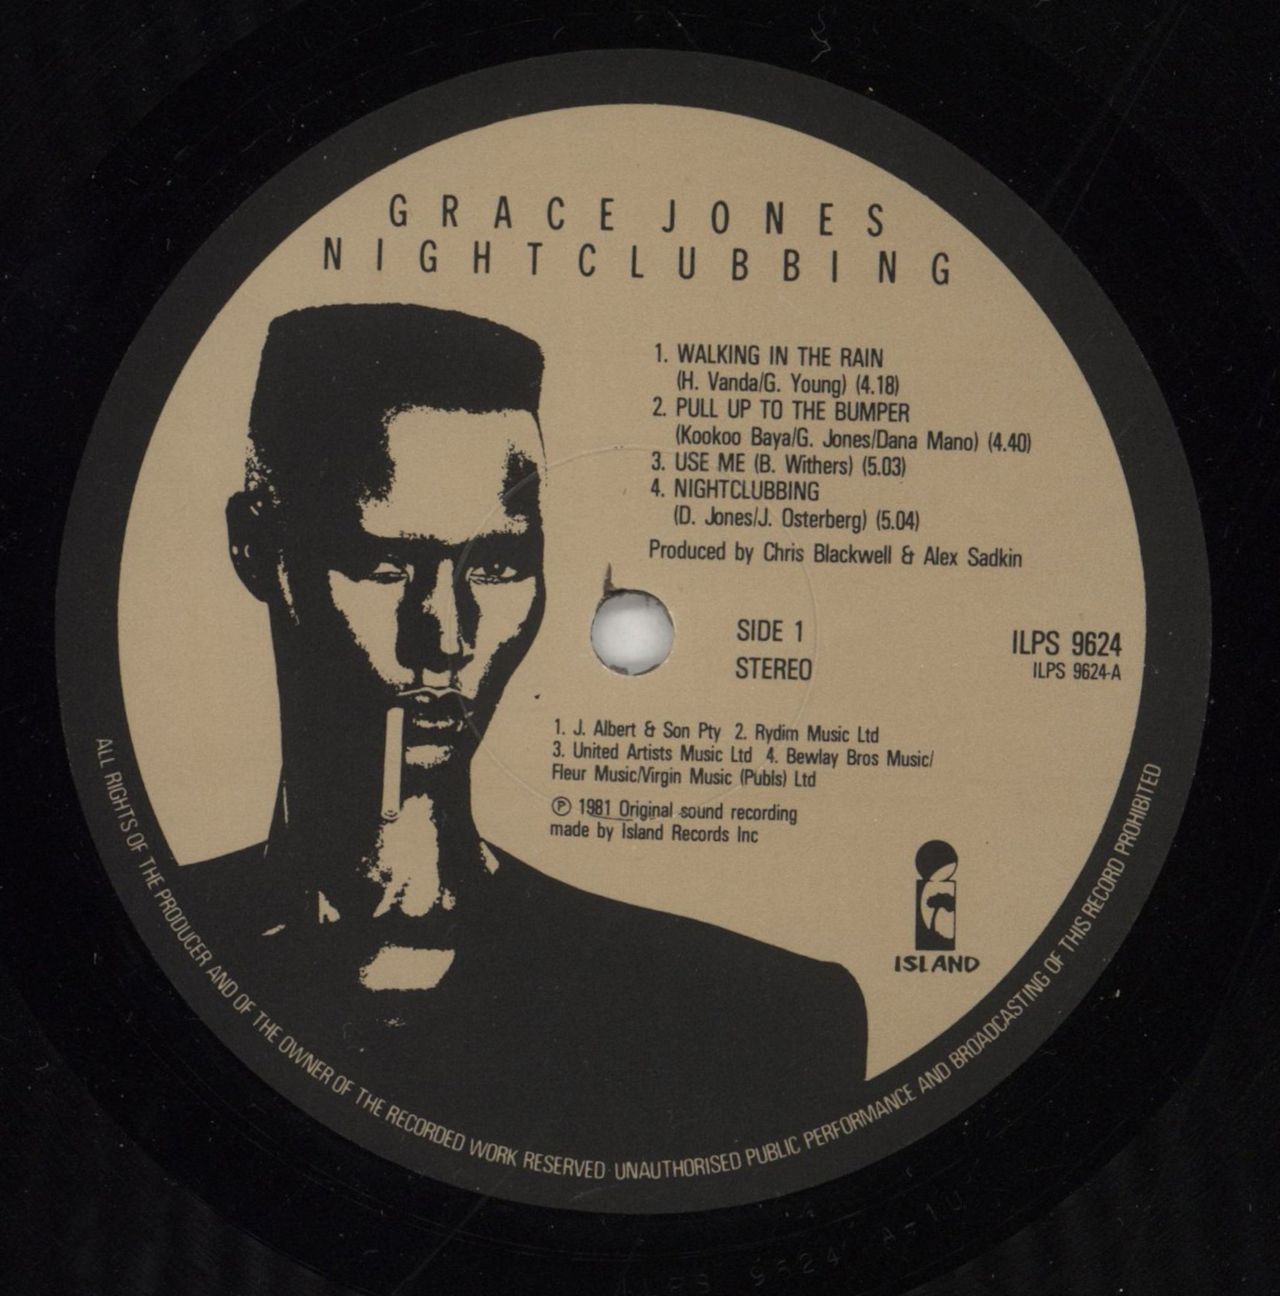 GRACE JONES
NIGHTCLUBBING
1. WALKING IN THE RAIN
(H. Vanda/G. Young) (4.18)
2. PULL UP TO THE BUMPER
(Kookoo Baya/G. Jones/Dana Mano) (4.40)
3. USE ME (B. Withers) (5.03)
4. NIGHTCLUBBING
(D. Jones/J. Osterberg) (5.04)
Produced by Chris Blackwell & Alex Sadkin
SIDE 1
STEREO
ILPS 9624
ILPS 9624-A
1. J. Albert & Son Pty 2. Rydim Music Ltd
3. United Artists Music Ltd 4. Bewlay Bros Music/
Fleur Music/Virgin Music (Publs) Ltd
℗ 1981 Original sound recording
made by Island Records Inc
ISLAND
ALL RIGHTS OF THE PRODUCER AND OF THE OWNER OF THE RECORDED WORK RESERVED UNAUTHORISED PUBLIC PERFORMANCE AND BROADCASTING OF THIS RECORD PROHIBITED
ILPS 9624 A-1U